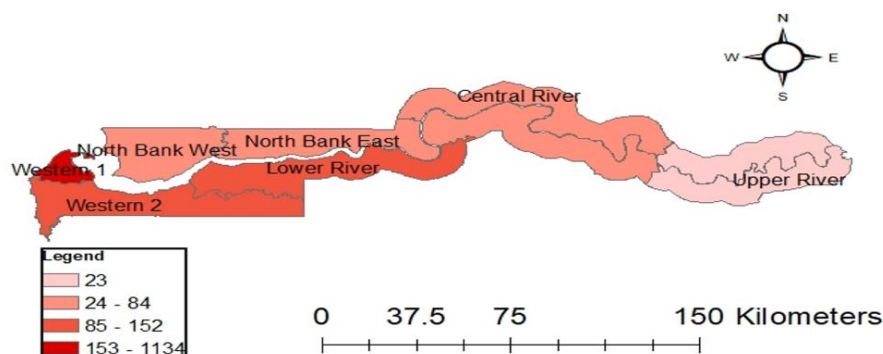 N
W E
S
Central River
North Bank West
North Bank East
Western 1
Lower River
Upper River
Western 2
Legend
23
24 - 84
85 - 152
153 - 1134
0 37.5 75 150 Kilometers